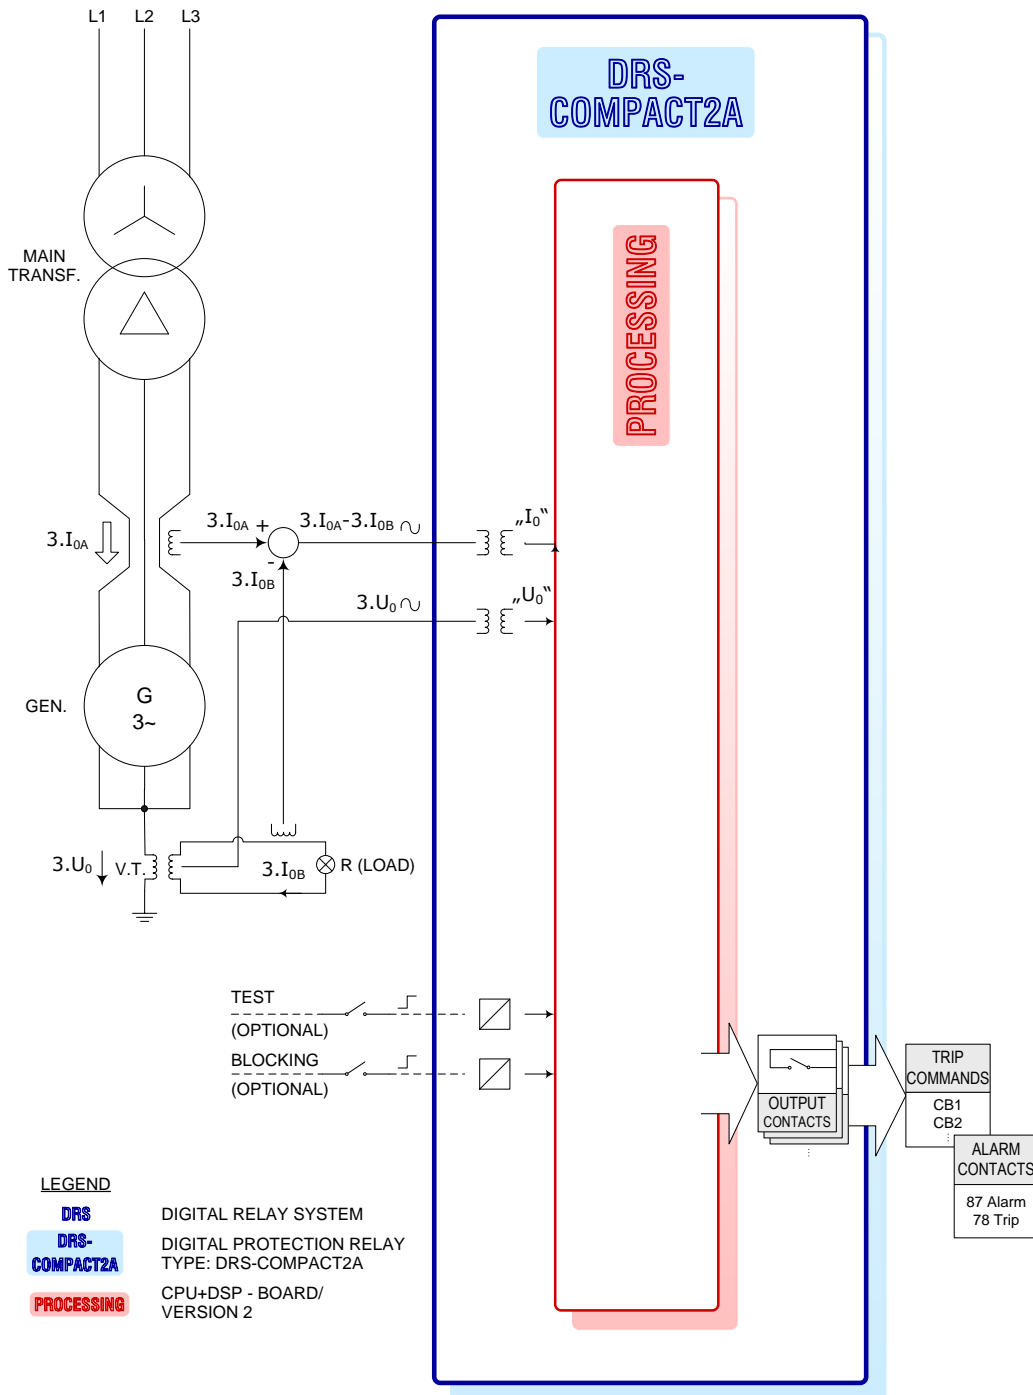 L1 L2 L3
DRS-
COMPACT2A
PROCESSING
MAIN
TRANSF.
3.I0A
3.I0A +
3.I0A-3.I0B
„I0“
-
3.I0B
3.U0
„U0“
G
3~
GEN.
3.U0
V.T.
3.I0B
R (LOAD)
TEST
(OPTIONAL)
BLOCKING
(OPTIONAL)
OUTPUT
CONTACTS
TRIP
COMMANDS
CB1
CB2
ALARM
CONTACTS
87 Alarm
78 Trip
LEGEND
DRS DIGITAL RELAY SYSTEM
DRS-
COMPACT2A
DIGITAL PROTECTION RELAY
TYPE: DRS-COMPACT2A
PROCESSING
CPU+DSP - BOARD/
VERSION 2